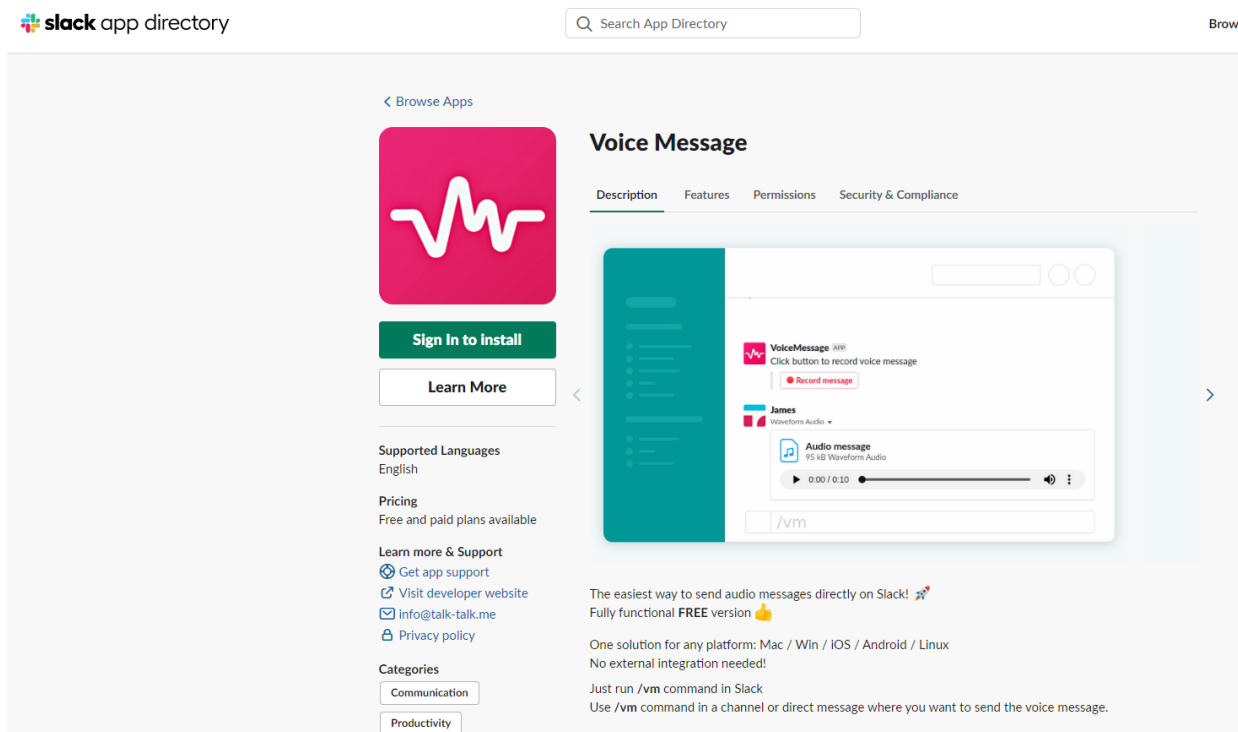 slack app directory
Search App Directory
Brow
Browse Apps
Voice Message
Description Features Permissions Security & Compliance
VoiceMessage APP
Click button to record voice message
Record message
James
Waveform Audio
Audio message
95 kB Waveform Audio
0:00 / 0:10
/vm
Sign In to install
Learn More
Supported Languages
English
Pricing
Free and paid plans available
Learn more & Support
Get app support
Visit developer website
info@talk-talk.me
Privacy policy
Categories
Communication
Productivity
The easiest way to send audio messages directly on Slack! 🚀
Fully functional FREE version 👍
One solution for any platform: Mac / Win / iOS / Android / Linux
No external integration needed!
Just run /vm command in Slack
Use /vm command in a channel or direct message where you want to send the voice message.